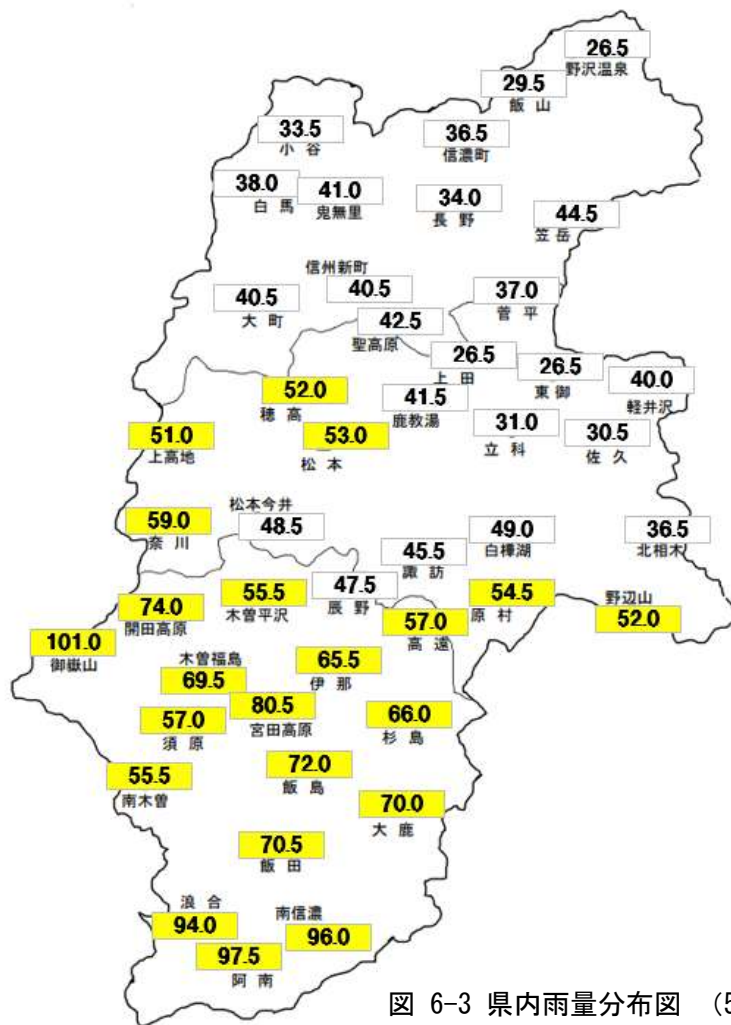 26.5
野沢温泉
29.5
飯山
33.5
小谷
36.5
信濃町
38.0
白馬
41.0
鬼無里
34.0
長野
44.5
笠岳
信州新町
40.5
40.5
大町
37.0
菅平
42.5
聖高原
26.5
上田
26.5
東御
40.0
軽井沢
52.0
穂高
41.5
鹿教湯
51.0
上高地
53.0
松本
31.0
立科
30.5
佐久
59.0
奈川
松本今井
48.5
49.0
白樺湖
36.5
北相木
45.5
諏訪
74.0
開田高原
55.5
木曽平沢
47.5
辰野
57.0
高遠
54.5
原村
野辺山
52.0
101.0
御嶽山
木曽福島
69.5
65.5
伊那
57.0
須原
80.5
宮田高原
66.0
杉島
55.5
南木曽
72.0
飯島
70.0
大鹿
70.5
飯田
浪合
94.0
南信濃
96.0
97.5
阿南
図 6-3 県内雨量分布図 (5